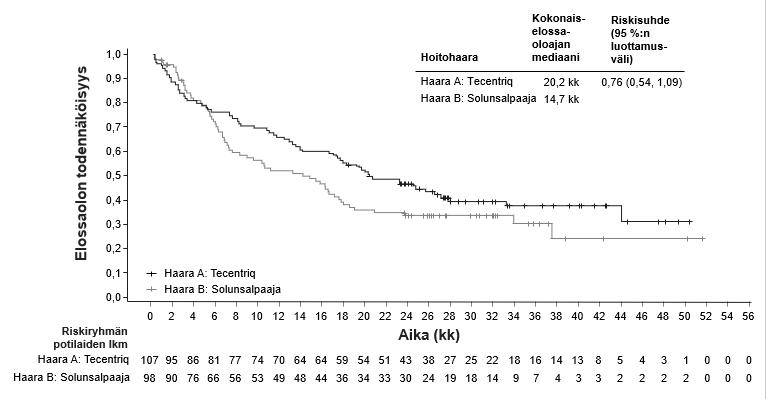 Hoitohaara
Kokonais-
elossa-
oloajan
mediaani
Riskisuhde
(95 %:n
luottamus-
väli)
Haara A: Tecentriq 20,2 kk 0,76 (0,54, 1,09)
Haara B: Solunsalpaaja 14,7 kk
Elossaolon todennäköisyys
1,0
0,9
0,8
0,7
0,6
0,5
0,4
0,3
0,2
0,1
0,0
Haara A: Tecentriq
Haara B: Solunsalpaaja
0 2 4 6 8 10 12 14 16 18 20 22 24 26 28 30 32 34 36 38 40 42 44 46 48 50 52 54 56
Aika (kk)
Riskiryhmän
potilaiden lkm
Haara A: Tecentriq 107 95 86 81 77 74 70 64 64 59 54 51 43 38 27 25 22 18 16 14 13 8 5 4 3 1 0 0 0
Haara B: Solunsalpaaja 98 90 76 66 56 53 49 48 44 36 34 33 30 24 19 18 14 9 7 4 3 3 2 2 2 2 0 0 0